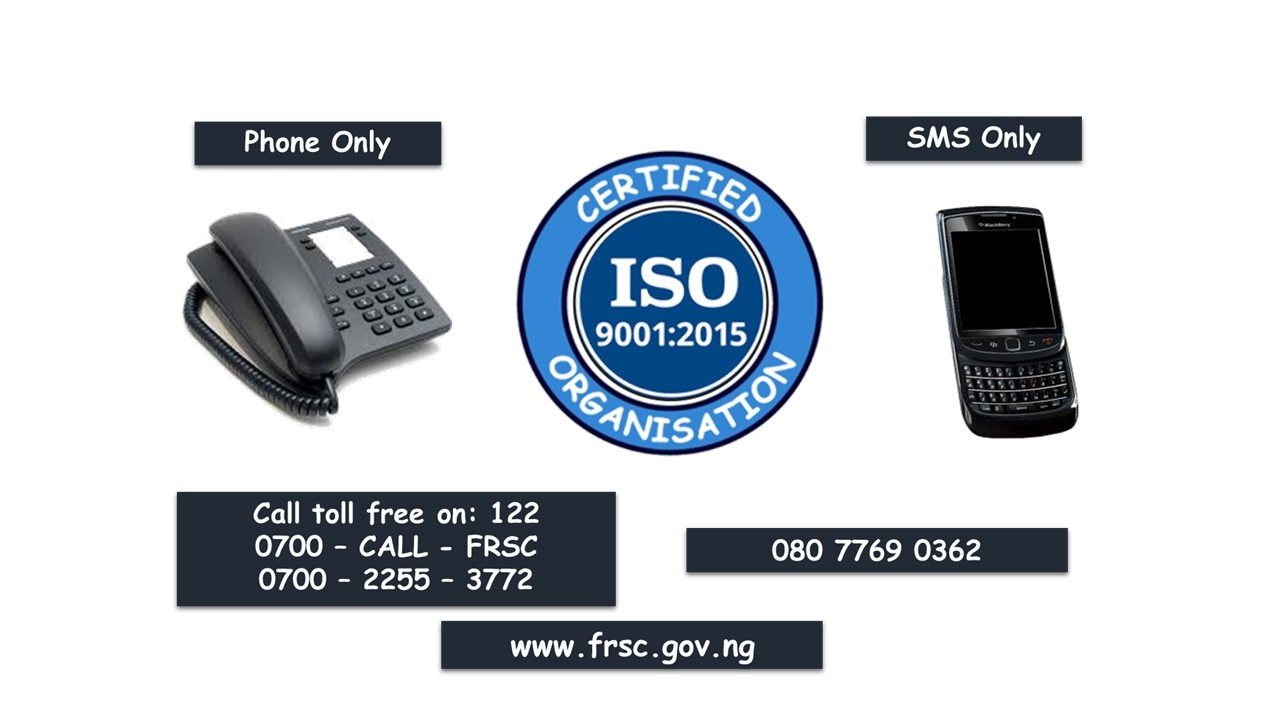 Phone Only
SMS Only
CERTIFIED
ISO
9001:2015
ORGANISATION
BlackBerry
Call toll free on: 122
0700 – CALL – FRSC
0700 – 2255 – 3772
080 7769 0362
www.frsc.gov.ng